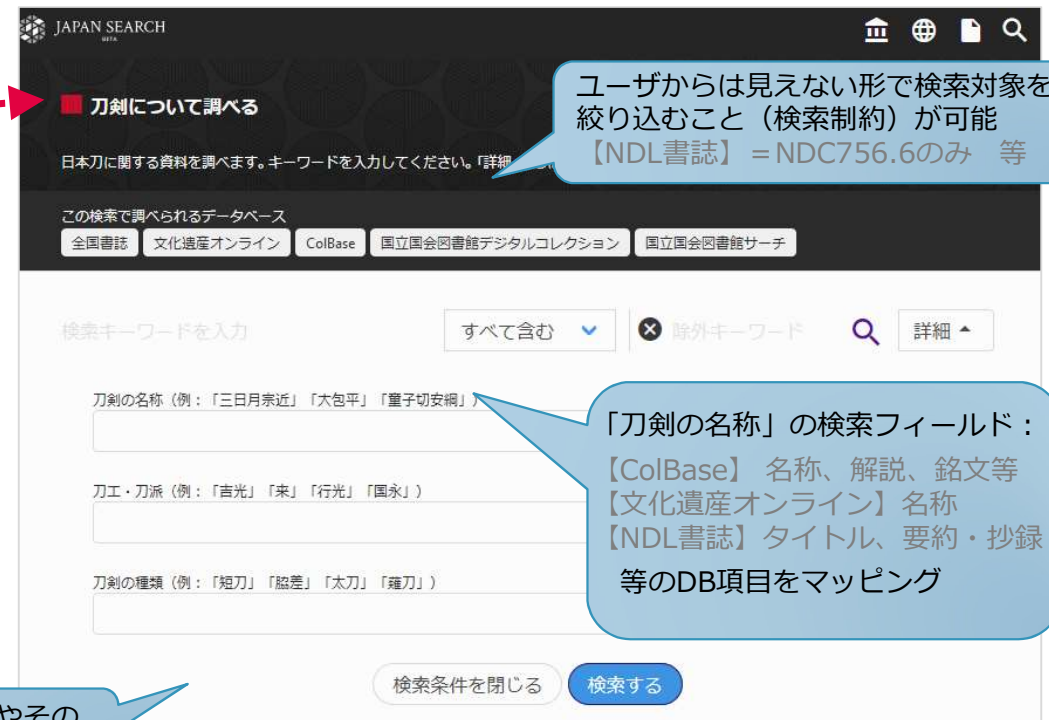 JAPAN SEARCH
BETA
刀剣について調べる
ユーザからは見えない形で検索対象を
絞り込むこと（検索制約）が可能
【NDL書誌】＝NDC756.6のみ　等
日本刀に関する資料を調べます。キーワードを入力してください。「詳細
この検索で調べられるデータベース
全国書誌 文化遺産オンライン ColBase 国立国会図書館デジタルコレクション 国立国会図書館サーチ
検索キーワードを入力 すべて含む 除外キーワード 詳細
刀剣の名称（例：「三日月宗近」「大包平」「童子切安綱」）
「刀剣の名称」の検索フィールド：
【ColBase】 名称、解説、銘文等
【文化遺産オンライン】名称
【NDL書誌】タイトル、要約・抄録
等のDB項目をマッピング
刀工・刀派（例：「吉光」「来」「行光」「国永」）
刀剣の種類（例：「短刀」「脇差」「太刀」「薙刀」）
検索条件を閉じる 検索する
やその